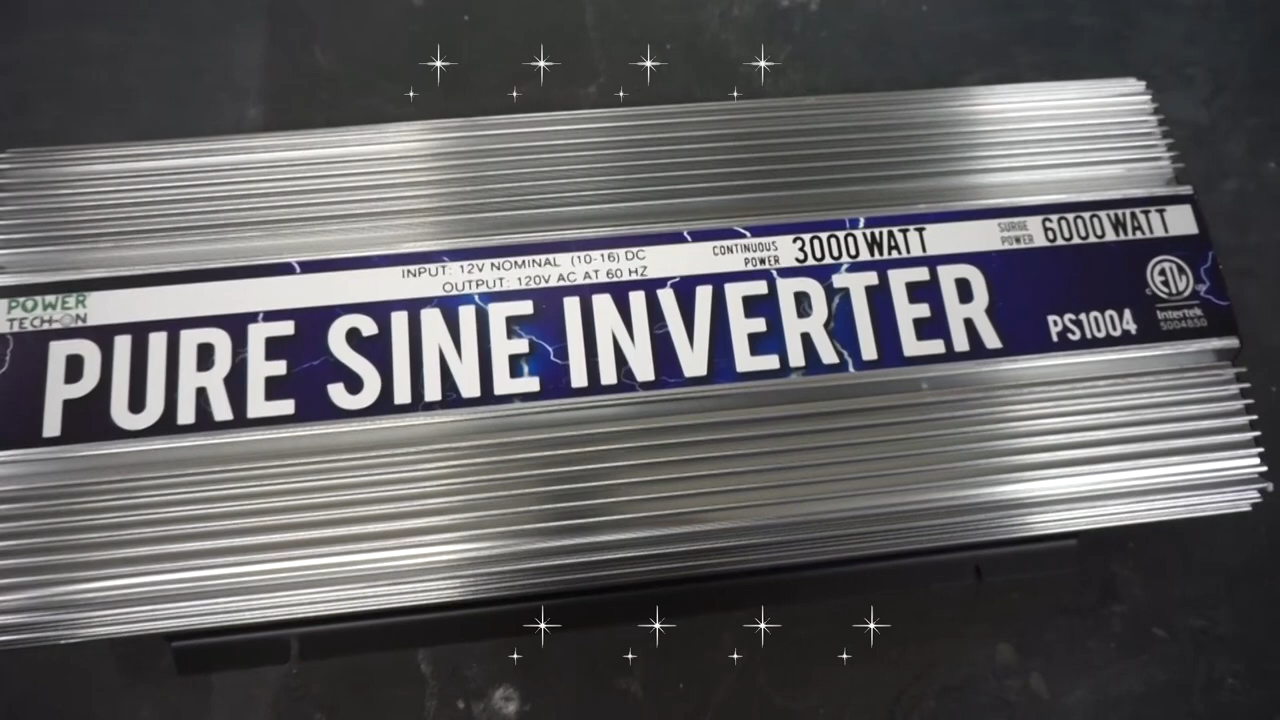 INPUT: 12V NOMINAL (10-16) DC
OUTPUT: 120V AC AT 60 HZ
CONTINUOUS POWER 3000 WATT
SURGE POWER 6000 WATT
POWER
TECH-ON
PURE SINE INVERTER
PS1004
ETL
Intertek
5004850